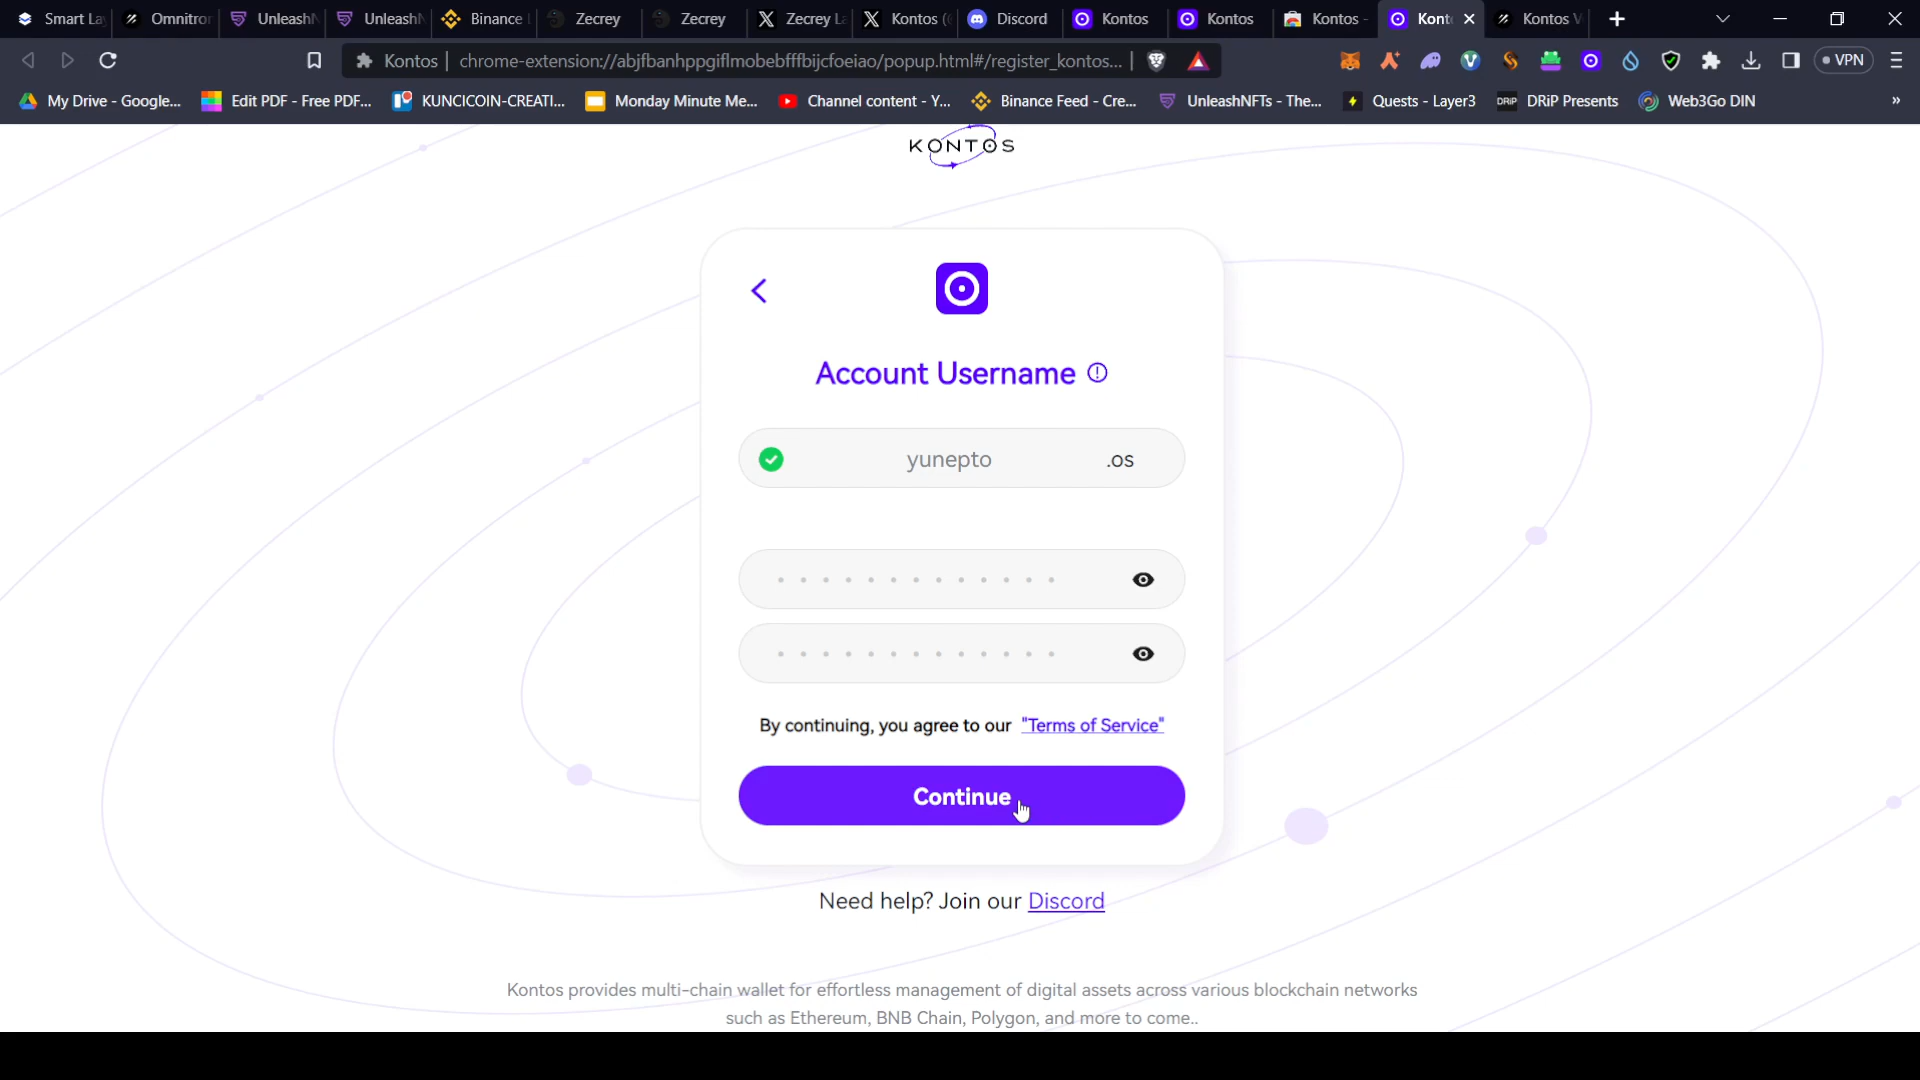 Smart La
Omnitro
UnleashN
UnleashN
Binance
Zecrey
Zecrey
Zecrey La
Kontos (
Discord
Kontos
Kontos
Kontos -
Kont
Kontos V
Kontos
chrome-extension://abjfbanhppgiflmobebfffbijcfoeiao/popup.html#/register_kontos...
VPN
My Drive - Google...
Edit PDF - Free PDF...
KUNCICOIN-CREATI...
Monday Minute Me...
Channel content - Y...
Binance Feed - Cre...
UnleashNFTs - The...
Quests - Layer3
DRiP Presents
Web3Go DIN
»
KONTOS
Account Username
yunepto .os
By continuing, you agree to our "Terms of Service"
Continue
Need help? Join our Discord
Kontos provides multi-chain wallet for effortless management of digital assets across various blockchain networks
such as Ethereum, BNB Chain, Polygon, and more to come..